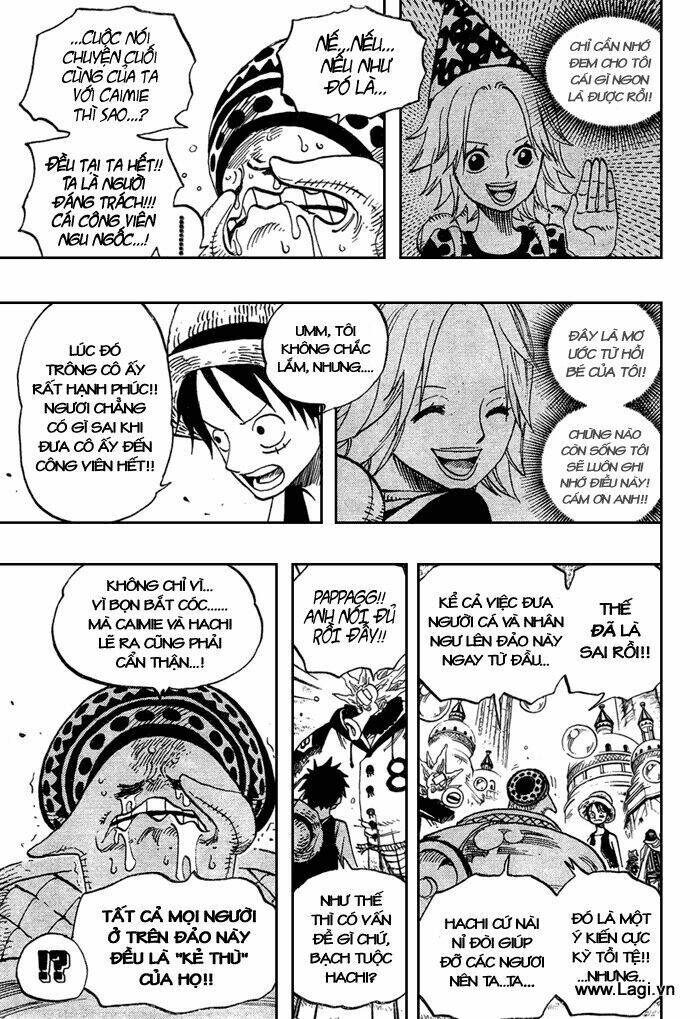 CHỈ CẦN NHỚ
ĐEM CHO TÔI
CÁI GÌ NGON
LÀ ĐƯỢC RỒI!
NẾ...NẾU...
NẾU NHƯ
ĐÓ LÀ...
...CUỘC NÓI
CHUYỆN CUỐI
CÙNG CỦA TA
VỚI CAIMIE
THÌ SAO...?
ĐỀU TẠI TA HẾT!!
TA LÀ NGƯỜI
ĐÁNG TRÁCH!!!
CÁI CÔNG VIÊN
NGU NGỐC...!
ĐÂY LÀ MƠ
ƯỚC TỪ HỒI
BÉ CỦA TÔI!
CHỪNG NÀO
CÒN SỐNG TÔI
SẼ LUÔN GHI
NHỚ ĐIỀU NÀY!
CÁM ƠN ANH!!
UMM, TÔI
KHÔNG CHẮC
LẮM, NHƯNG....
LÚC ĐÓ
TRÔNG CÔ ẤY
RẤT HẠNH PHÚC!!
NGƯƠI CHẲNG
CÓ GÌ SAI KHI
ĐƯA CÔ ẤY ĐẾN
CÔNG VIÊN HẾT!!
THẾ
ĐÃ LÀ
SAI RỒI!!
KỂ CẢ VIỆC ĐƯA
NGƯỜI CÁ VÀ NHÂN
NGƯ LÊN ĐẢO NÀY
NGAY TỪ ĐẦU...
ĐÓ LÀ MỘT
Ý KIẾN CỰC
KỲ TỒI TỆ!!
...NHƯNG...
HACHI CỨ NÀI
NỈ ĐÒI GIÚP
ĐỠ CÁC NGƯƠI
NÊN TA...TA...
PAPPAGG!!
ANH NÓI ĐỦ
RỒI ĐẤY!
8
NHƯ THẾ
THÌ CÓ VẤN
ĐỀ GÌ CHỨ,
BẠCH TUỘC
HACHI?
KHÔNG CHỈ VÌ...
VÌ BỌN BẮT CÓC......
MÀ CAIMIE VÀ HACHI
LẼ RA CŨNG PHẢI
CẨN THẬN...!
TẤT CẢ MỌI NGƯỜI
Ở TRÊN ĐẢO NÀY
ĐỀU LÀ "KẺ THÙ"
CỦA HỌ!!
!?
www.Lagi.vn